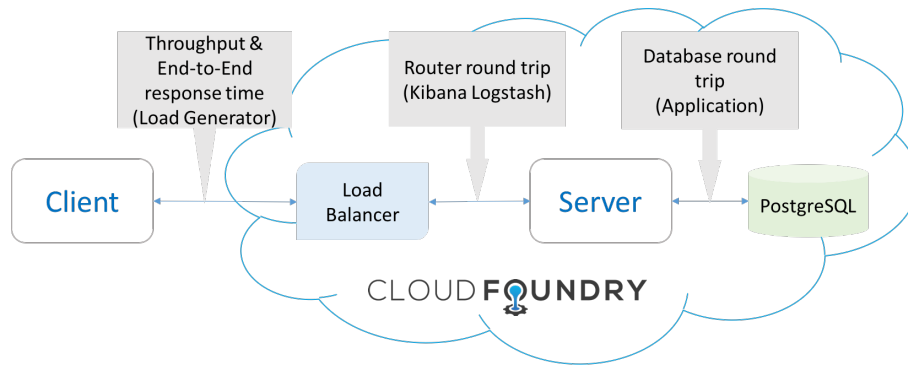 Throughput &
End-to-End
response time
(Load Generator)
Router round trip
(Kibana Logstash)
Database round
trip
(Application)
Client
Load
Balancer
Server
PostgreSQL
CLOUD FOUNDRY